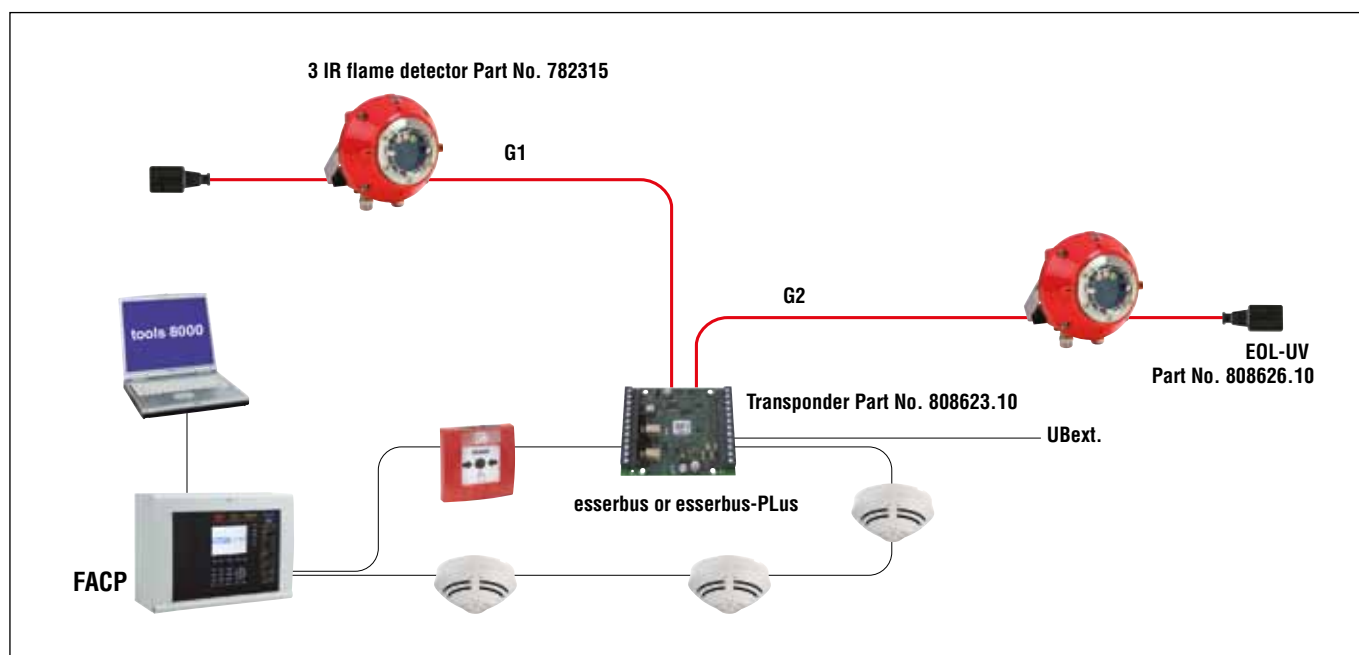 3 IR flame detector Part No. 782315
G1
G2
tools 8000
EOL-UV
Part No. 808626.10
Transponder Part No. 808623.10
UBext.
esserbus or esserbus-PLus
FACP